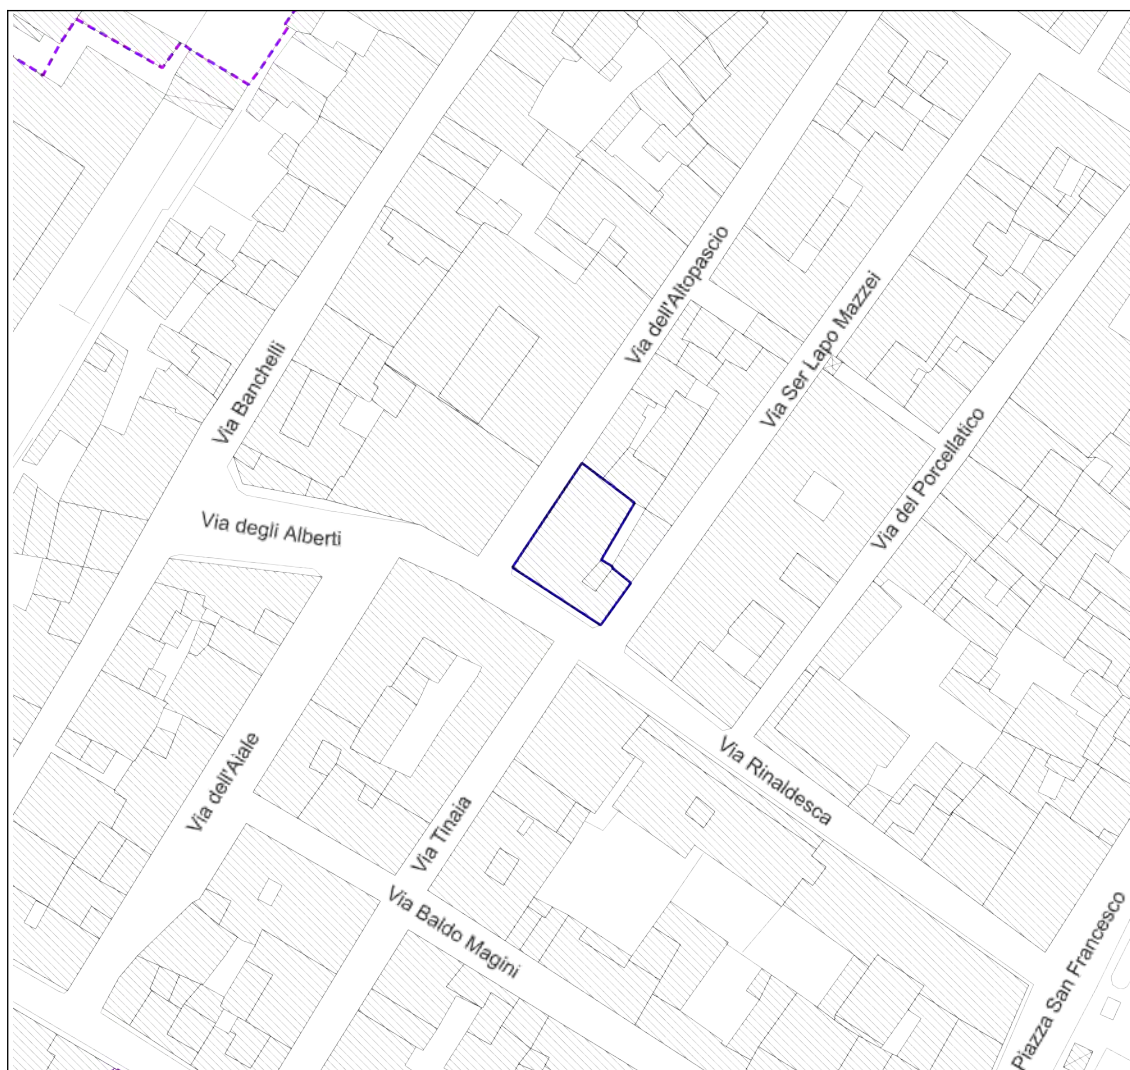 Via dell'Altopascio
Via Ser Lapo Mazzei
Via Banchelli
Via del Porcellatico
Via degli Alberti
Via dell'Aiale
Via Rinaldesca
Via Tinaia
Via Baldo Magini
Piazza San Francesco